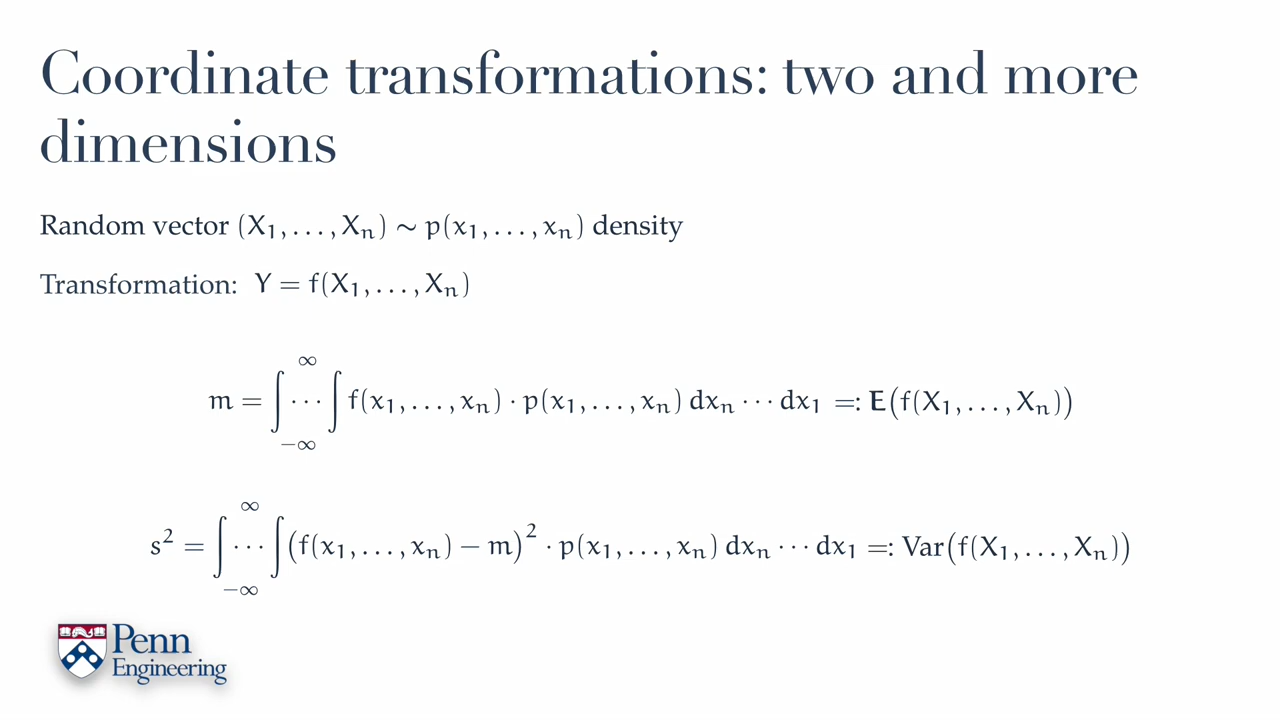 Coordinate transformations: two and more
dimensions
Random vector (X₁, . . . , Xₙ) ∼ p(x₁, . . . , xₙ) density
Transformation: Y = f(X₁, . . . , Xₙ)
m = ∫⋯∫_{−∞}^{∞} f(x₁, . . . , xₙ) · p(x₁, . . . , xₙ) dxₙ ⋯ dx₁ =: E(f(X₁, . . . , Xₙ))
s² = ∫⋯∫_{−∞}^{∞} (f(x₁, . . . , xₙ) − m)² · p(x₁, . . . , xₙ) dxₙ ⋯ dx₁ =: Var(f(X₁, . . . , Xₙ))
Penn
Engineering